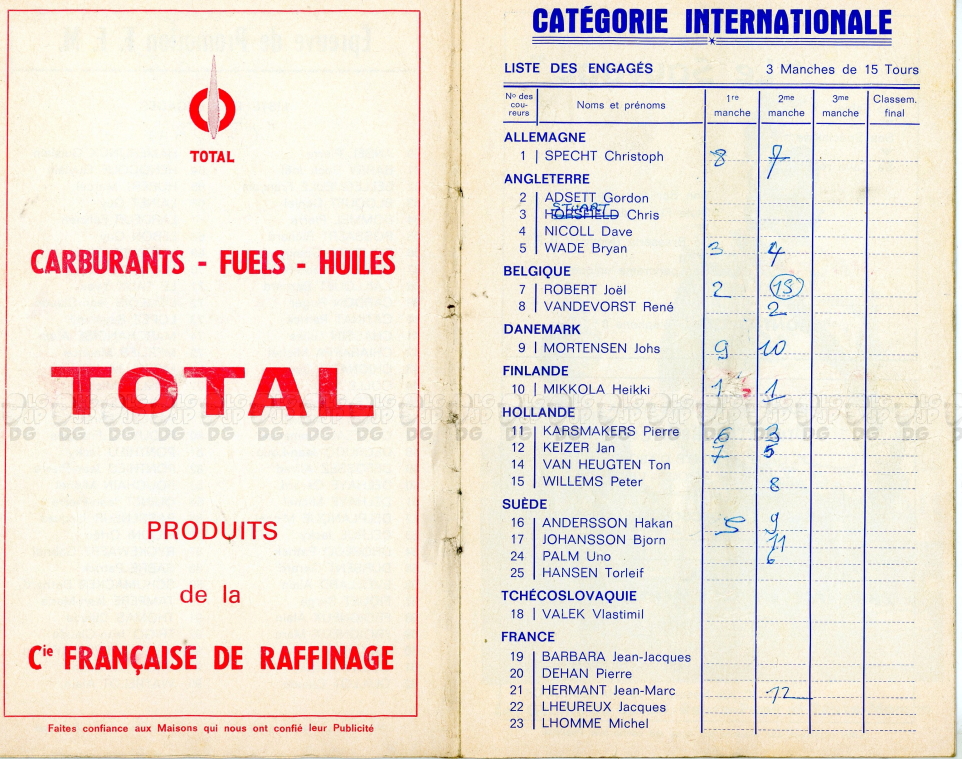 TOTAL
CARBURANTS - FUELS - HUILES
TOTAL
PRODUITS
de la
Cie FRANÇAISE DE RAFFINAGE
Faites confiance aux Maisons qui nous ont confié leur Publicité
CATÉGORIE INTERNATIONALE
LISTE DES ENGAGÉS 3 Manches de 15 Tours
No des coureurs Noms et prénoms 1re manche 2me manche 3me manche Classem. final
ALLEMAGNE
1 SPECHT Christoph 8 7
ANGLETERRE
2 ADSETT Gordon
STUART
3 HORSFIELD Chris
4 NICOLL Dave
5 WADE Bryan 3 4
BELGIQUE
7 ROBERT Joël 2 15
8 VANDEVORST René 2
DANEMARK
9 MORTENSEN Johs 9 10
FINLANDE
10 MIKKOLA Heikki 1 1
HOLLANDE
11 KARSMAKERS Pierre 6 3
12 KEIZER Jan 7 5
14 VAN HEUGTEN Ton
15 WILLEMS Peter 8
SUÈDE
16 ANDERSSON Hakan 5 9
17 JOHANSSON Bjorn 11
24 PALM Uno 6
25 HANSEN Torleif
TCHÉCOSLOVAQUIE
18 VALEK Vlastimil
FRANCE
19 BARBARA Jean-Jacques
20 DEHAN Pierre
21 HERMANT Jean-Marc 12
22 LHEUREUX Jacques
23 LHOMME Michel